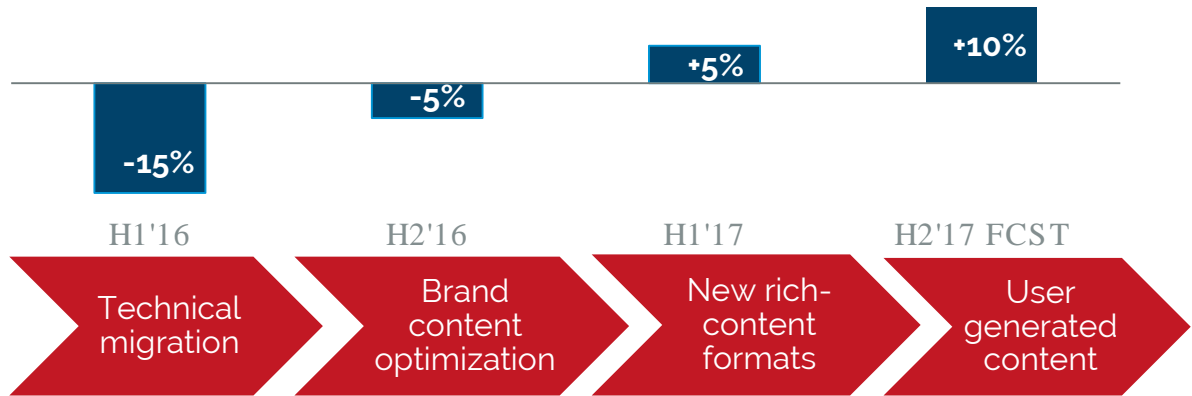 +10%
+5%
-5%
-15%
H1'16
H2'16
H1'17
H2'17 FCST
Technical
migration
Brand
content
optimization
New rich-
content
formats
User
generated
content